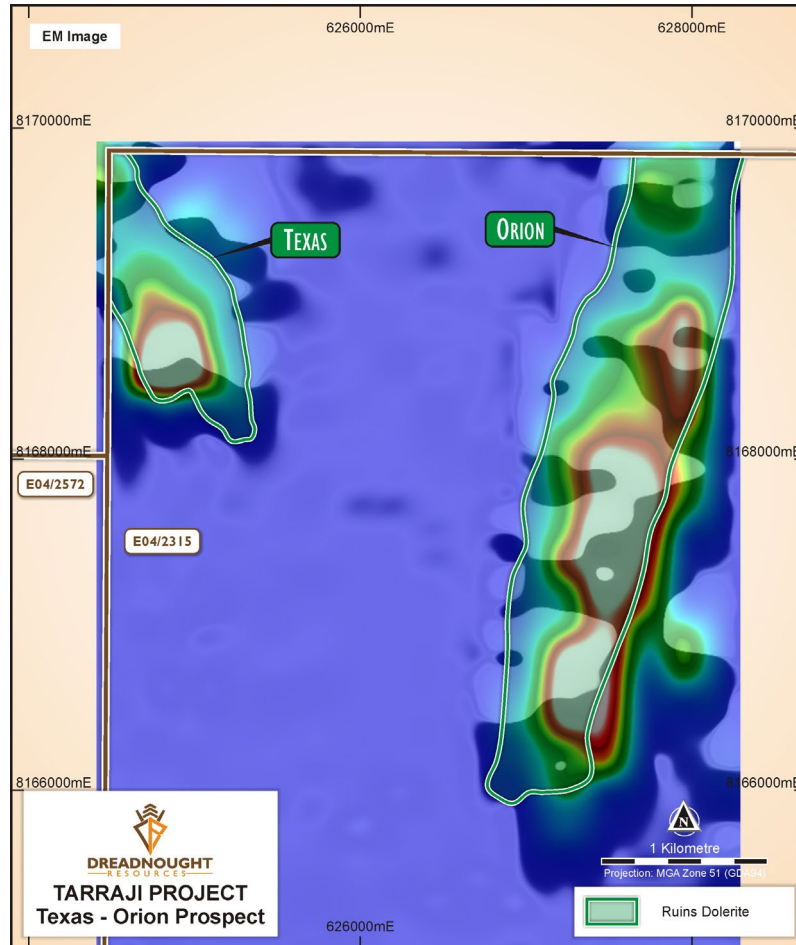 EM Image
626000mE
628000mE
8170000mE
8170000mE
TEXAS
ORION
8168000mE
8168000mE
E04/2572
E04/2315
8166000mE
8166000mE
DREADNOUGHT
RESOURCES
TARRAJI PROJECT
Texas - Orion Prospect
N
1 Kilometre
Projection: MGA Zone 51 (GDA94)
Ruins Dolerite
626000mE